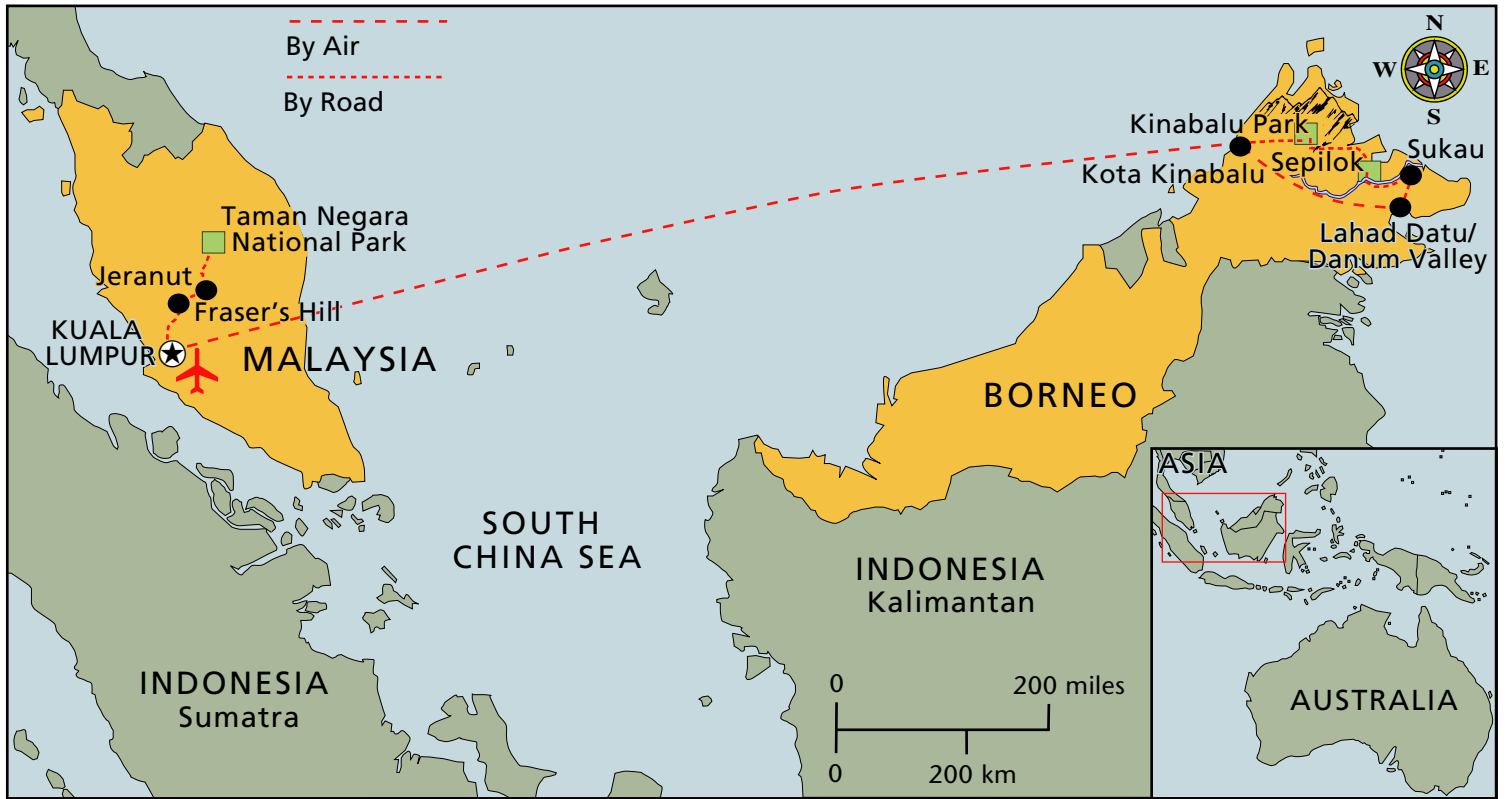 By Air
By Road
N
W
E
S
Kinabalu Park
Sukau
Sepilok
Kota Kinabalu
Taman Negara
National Park
Lahad Datu/
Danum Valley
Jeranut
Fraser's Hill
KUALA
LUMPUR
MALAYSIA
BORNEO
ASIA
SOUTH
CHINA SEA
INDONESIA
Kalimantan
INDONESIA
Sumatra
0
200 miles
0
200 km
AUSTRALIA